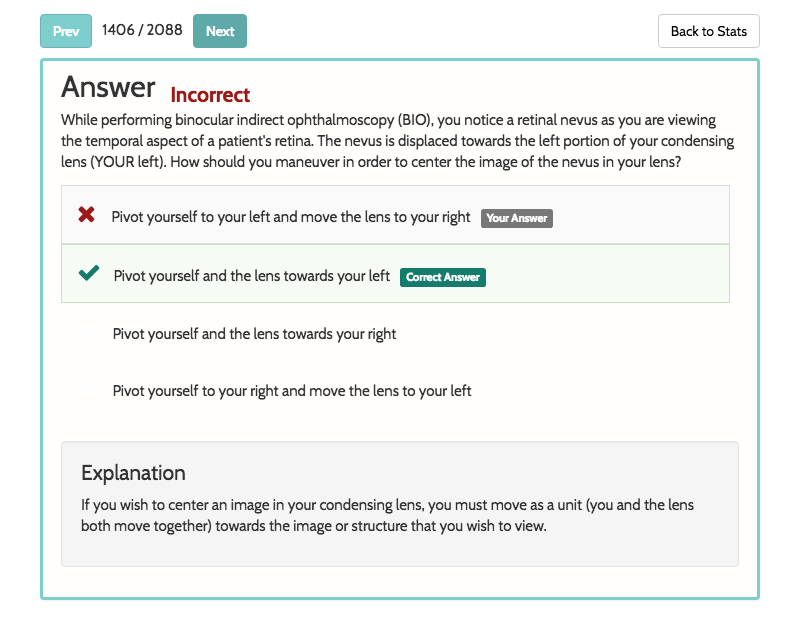 Prev 1406 / 2088 Next Back to Stats
Answer Incorrect
While performing binocular indirect ophthalmoscopy (BIO), you notice a retinal nevus as you are viewing
the temporal aspect of a patient's retina. The nevus is displaced towards the left portion of your condensing
lens (YOUR left). How should you maneuver in order to center the image of the nevus in your lens?
Pivot yourself to your left and move the lens to your right Your Answer
Pivot yourself and the lens towards your left Correct Answer
Pivot yourself and the lens towards your right
Pivot yourself to your right and move the lens to your left
Explanation
If you wish to center an image in your condensing lens, you must move as a unit (you and the lens
both move together) towards the image or structure that you wish to view.